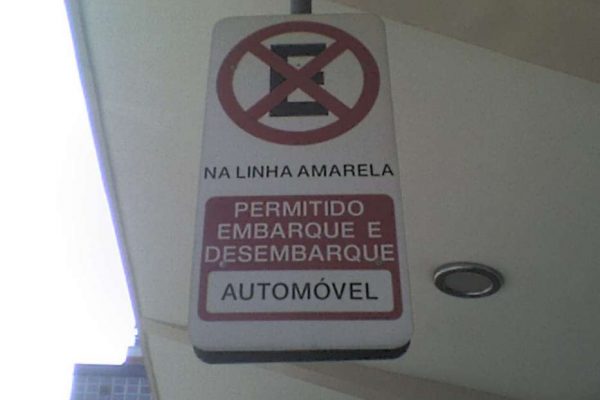 E
NA LINHA AMARELA
PERMITIDO
EMBARQUE E
DESEMBARQUE
AUTOMÓVEL